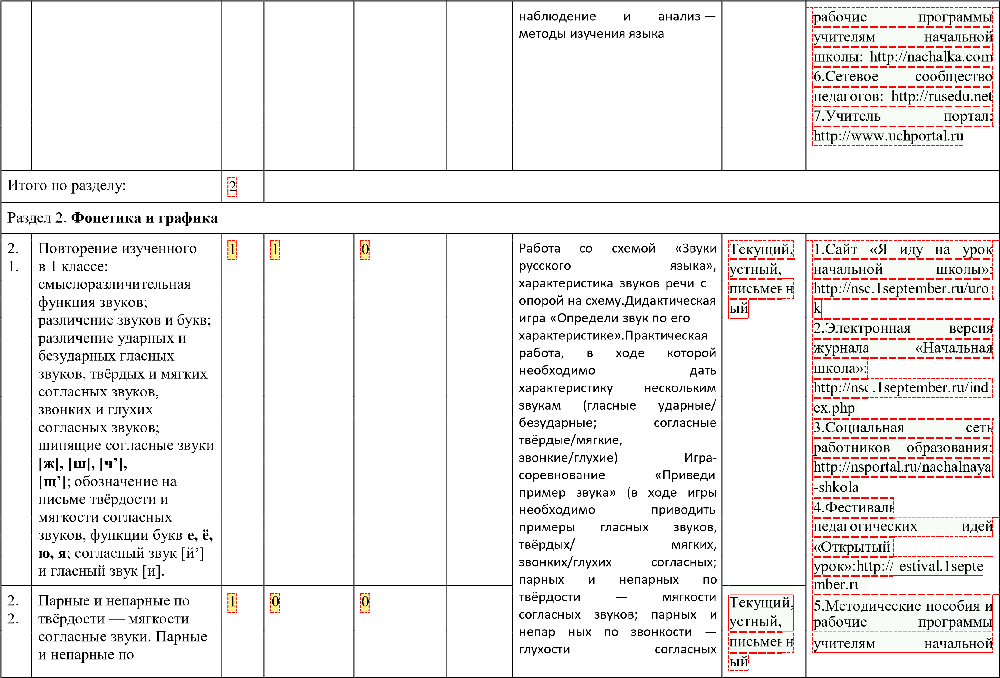 наблюдение и анализ —
методы изучения языка
рабочие программы
учителям начальной
школы: http://nachalka.com
6.Сетевое сообщество
педагогов: http://rusedu.net
7.Учитель портал:
http://www.uchportal.ru
Итого по разделу:
2
Раздел 2. Фонетика и графика
2.
1.
Повторение изученного
в 1 классе:
смыслоразличительная
функция звуков;
различение звуков и букв;
различение ударных и
безударных гласных
звуков, твёрдых и мягких
согласных звуков,
звонких и глухих
согласных звуков;
шипящие согласные звуки
[ж], [ш], [ч’],
[щ’]; обозначение на
письме твёрдости и
мягкости согласных
звуков, функции букв е, ё,
ю, я; согласный звук [й’]
и гласный звук [и].
1
1
0
Работа со схемой «Звуки
русского языка»,
характеристика звуков речи с
опорой на схему.Дидактическая
игра «Определи звук по его
характеристике».Практическая
работа, в ходе которой
необходимо дать
характеристику нескольким
звукам (гласные ударные/
безударные; согласные
твёрдые/мягкие,
звонкие/глухие) Игра-
соревнование «Приведи
пример звука» (в ходе игры
необходимо приводить
примеры гласных звуков,
твёрдых/ мягких,
звонких/глухих согласных;
парных и непарных по
твёрдости — мягкости
согласных звуков; парных и
непар ных по звонкости —
глухости согласных
Текущий,
устный,
письмен н
ый
1.Сайт «Я иду на урок
начальной школы»:
http://nsc.1september.ru/uro
k
2.Электронная версия
журнала «Начальная
школа»:
http://nsc .1september.ru/ind
ex.php
3.Социальная сеть
работников образования:
http://nsportal.ru/nachalnaya
-shkola
4.Фестиваль
педагогических идей
«Открытый
урок»:http:// estival.1septe
mber.ru
5.Методические пособия и
рабочие программы
учителям начальной
2.
2.
Парные и непарные по
твёрдости — мягкости
согласные звуки. Парные
и непарные по
1
0
0
Текущий,
устный,
письмен н
ый